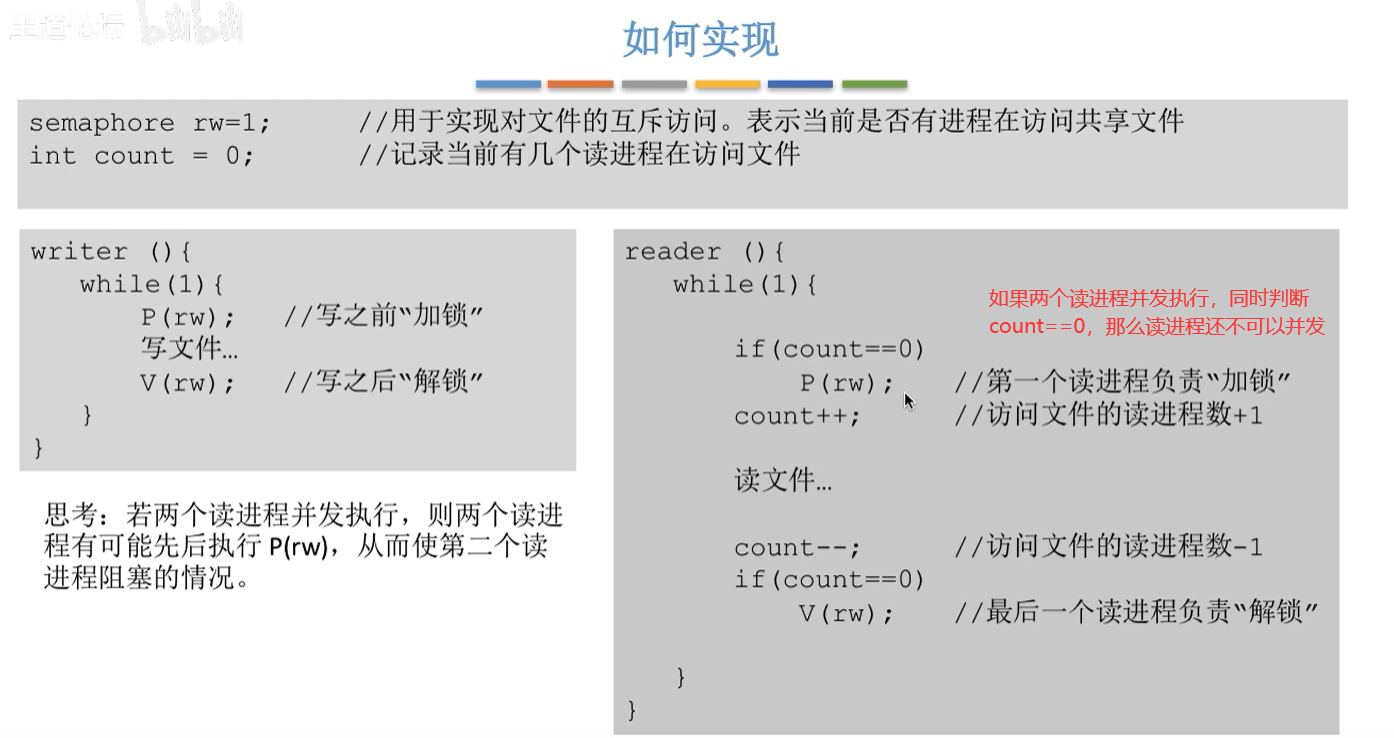 王道论坛 bilibili
如何实现
semaphore rw=1; //用于实现对文件的互斥访问。表示当前是否有进程在访问共享文件
int count = 0; //记录当前有几个读进程在访问文件
writer (){
while(1){
P(rw); //写之前“加锁”
写文件…
V(rw); //写之后“解锁”
}
}
思考：若两个读进程并发执行，则两个读进
程有可能先后执行 P(rw)，从而使第二个读
进程阻塞的情况。
reader (){
while(1){
如果两个读进程并发执行，同时判断
count==0，那么读进程还不可以并发
if(count==0)
P(rw); //第一个读进程负责“加锁”
count++; //访问文件的读进程数+1
读文件…
count--; //访问文件的读进程数-1
if(count==0)
V(rw); //最后一个读进程负责“解锁”
}
}